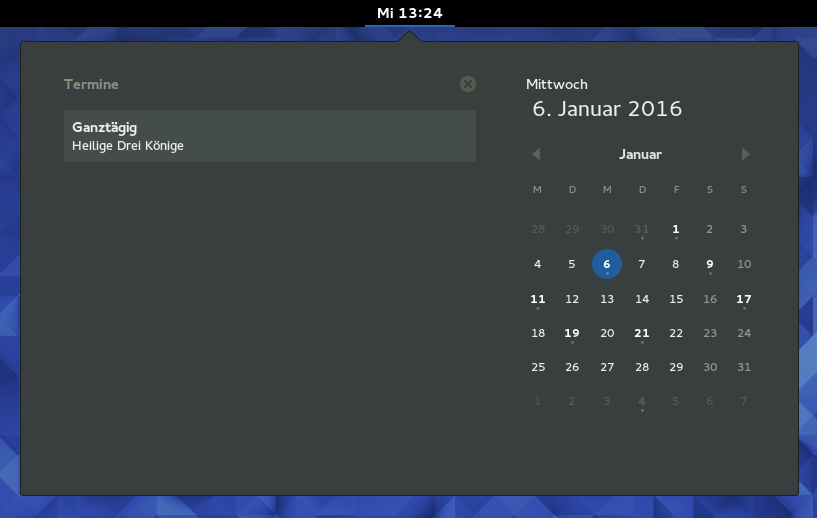 Mi 13:24
Termine
Ganztägig
Heilige Drei Könige
Mittwoch
6. Januar 2016
Januar
M D M D F S S
28 29 30 31 1 2 3
4 5 6 7 8 9 10
11 12 13 14 15 16 17
18 19 20 21 22 23 24
25 26 27 28 29 30 31
1 2 3 4 5 6 7